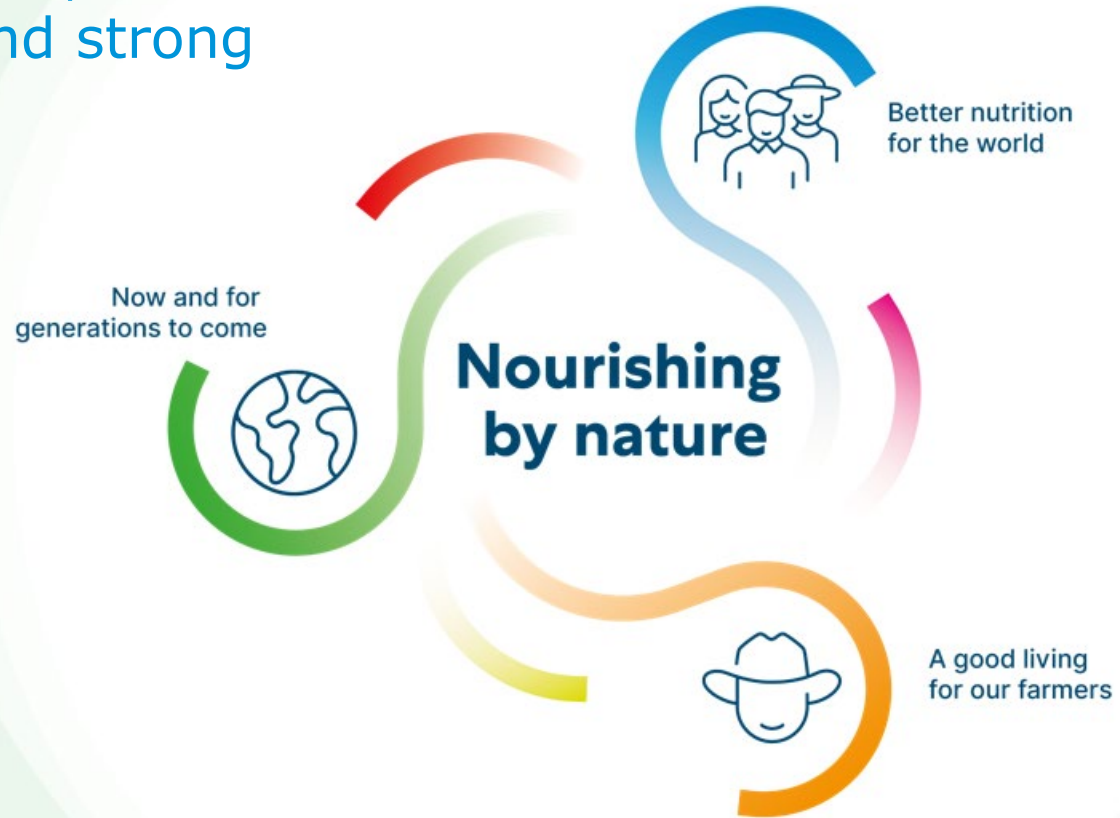 nd strong
Better nutrition
for the world
Now and for
generations to come
Nourishing
by nature
A good living
for our farmers